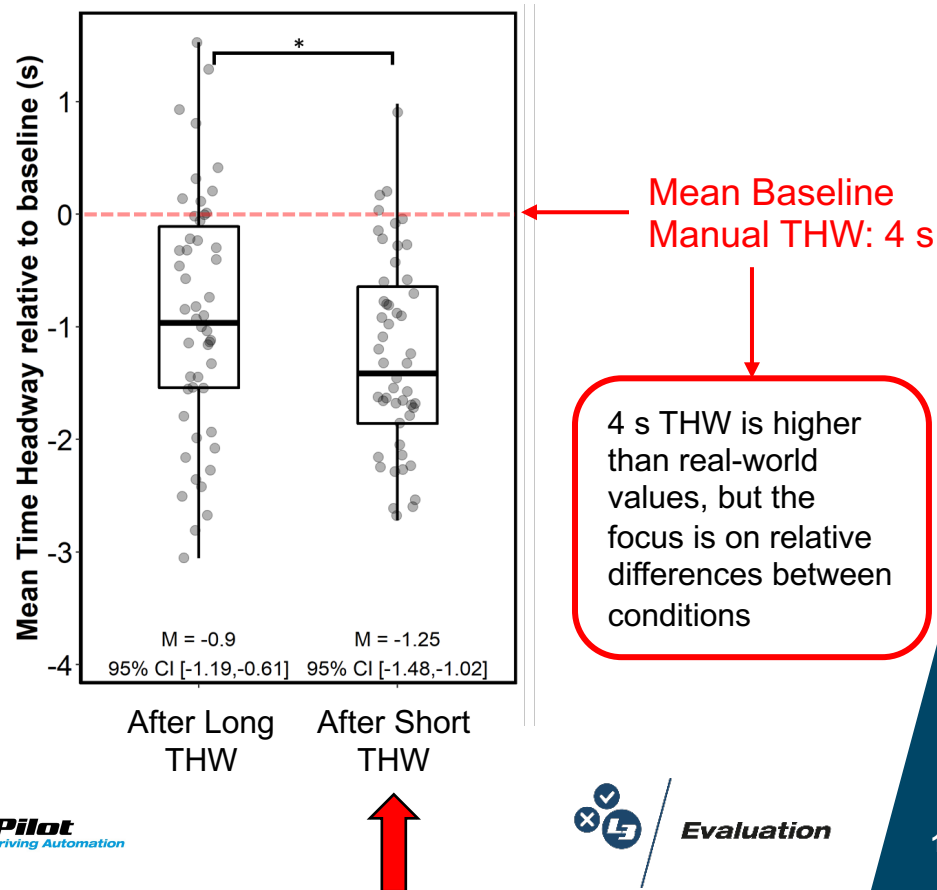 Mean Time Headway relative to baseline (s)
1
0
-1
-2
-3
-4
*
M = -0.9
95% CI [-1.19,-0.61]
M = -1.25
95% CI [-1.48,-1.02]
After Long
THW
After Short
THW
Mean Baseline
Manual THW: 4 s
4 s THW is higher
than real-world
values, but the
focus is on relative
differences between
conditions
Pilot
riving Automation
L3
Evaluation